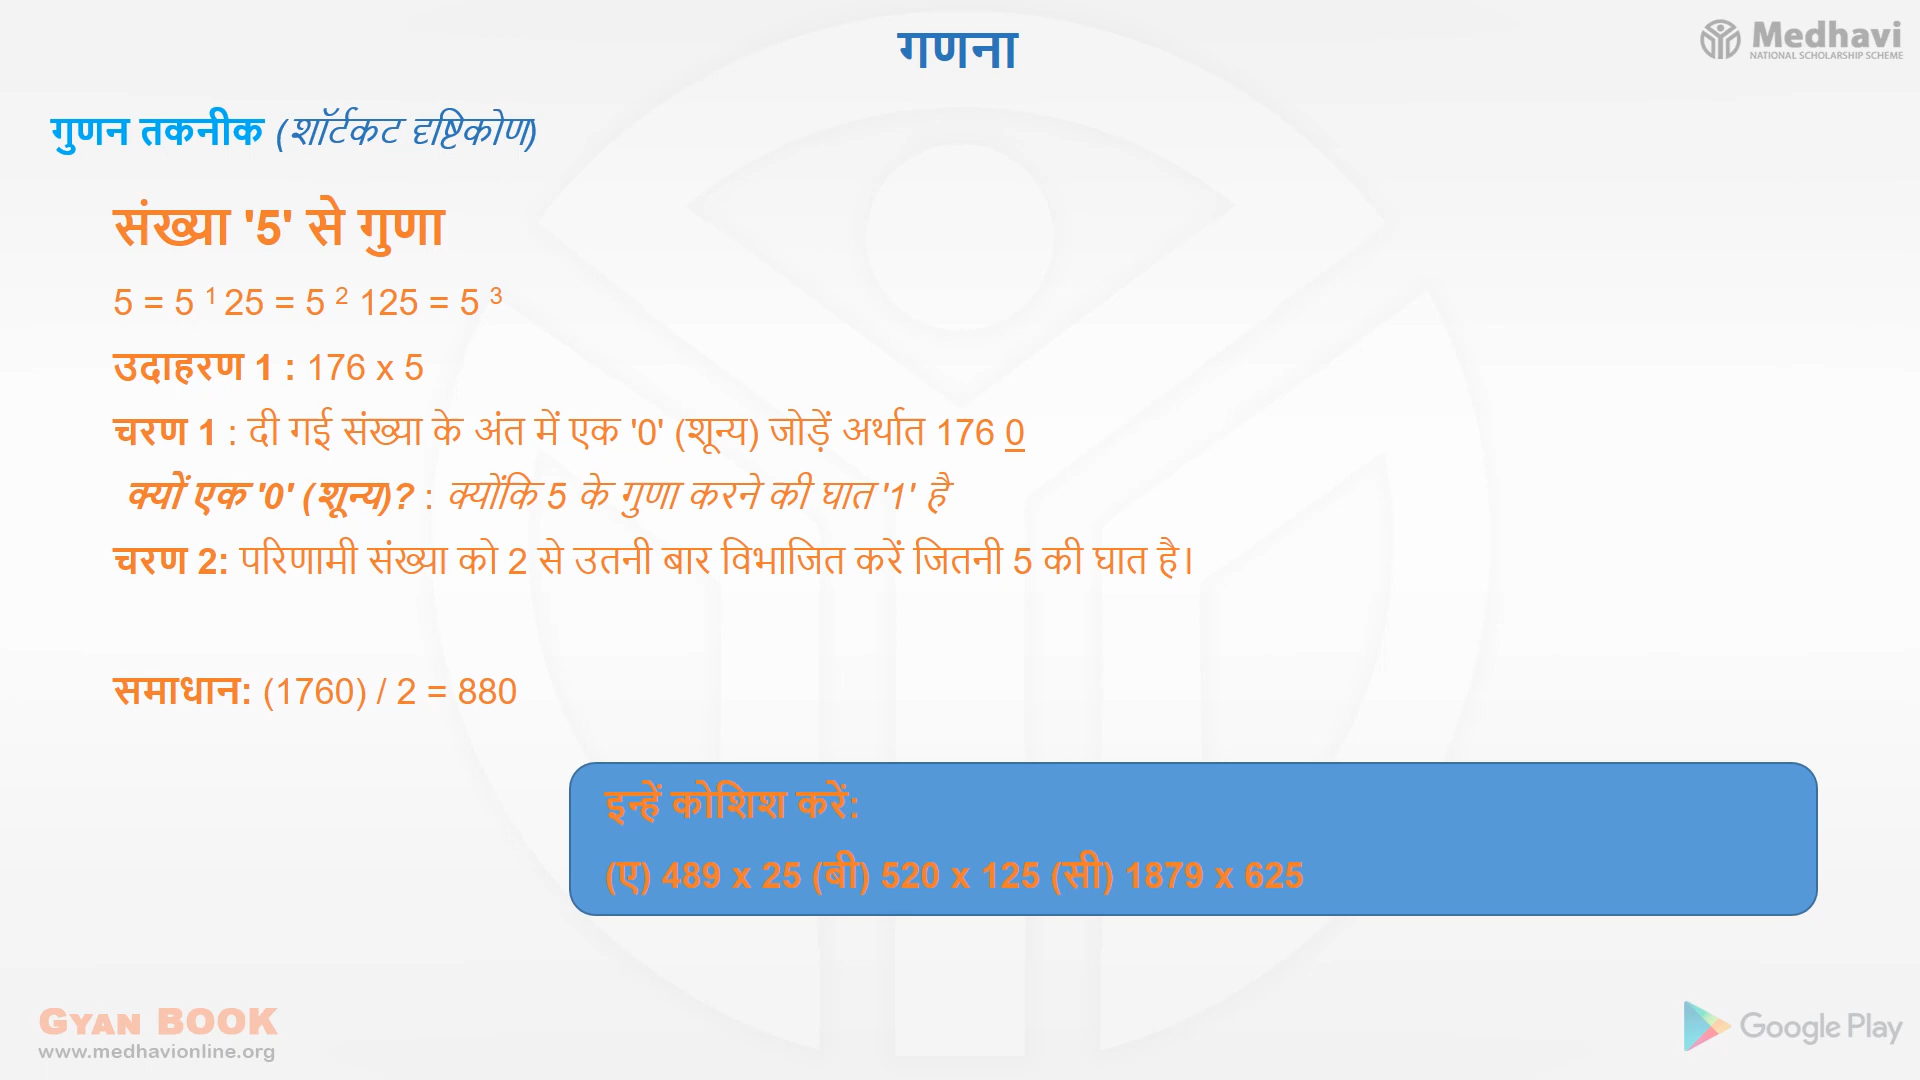 गणना
Medhavi
NATIONAL SCHOLARSHIP SCHEME
गुणन तकनीक (शॉर्टकट दृष्टिकोण)
संख्या '5' से गुणा
5 = 5 ¹ 25 = 5 ² 125 = 5 ³
उदाहरण 1 : 176 x 5
चरण 1 : दी गई संख्या के अंत में एक '0' (शून्य) जोड़ें अर्थात 176 0
क्यों एक '0' (शून्य)? : क्योंकि 5 के गुणा करने की घात '1' है
चरण 2: परिणामी संख्या को 2 से उतनी बार विभाजित करें जितनी 5 की घात है।
समाधान: (1760) / 2 = 880
इन्हें कोशिश करें:
(ए) 489 x 25 (बी) 520 x 125 (सी) 1879 x 625
GYAN BOOK
www.medhavionline.org
Google Play